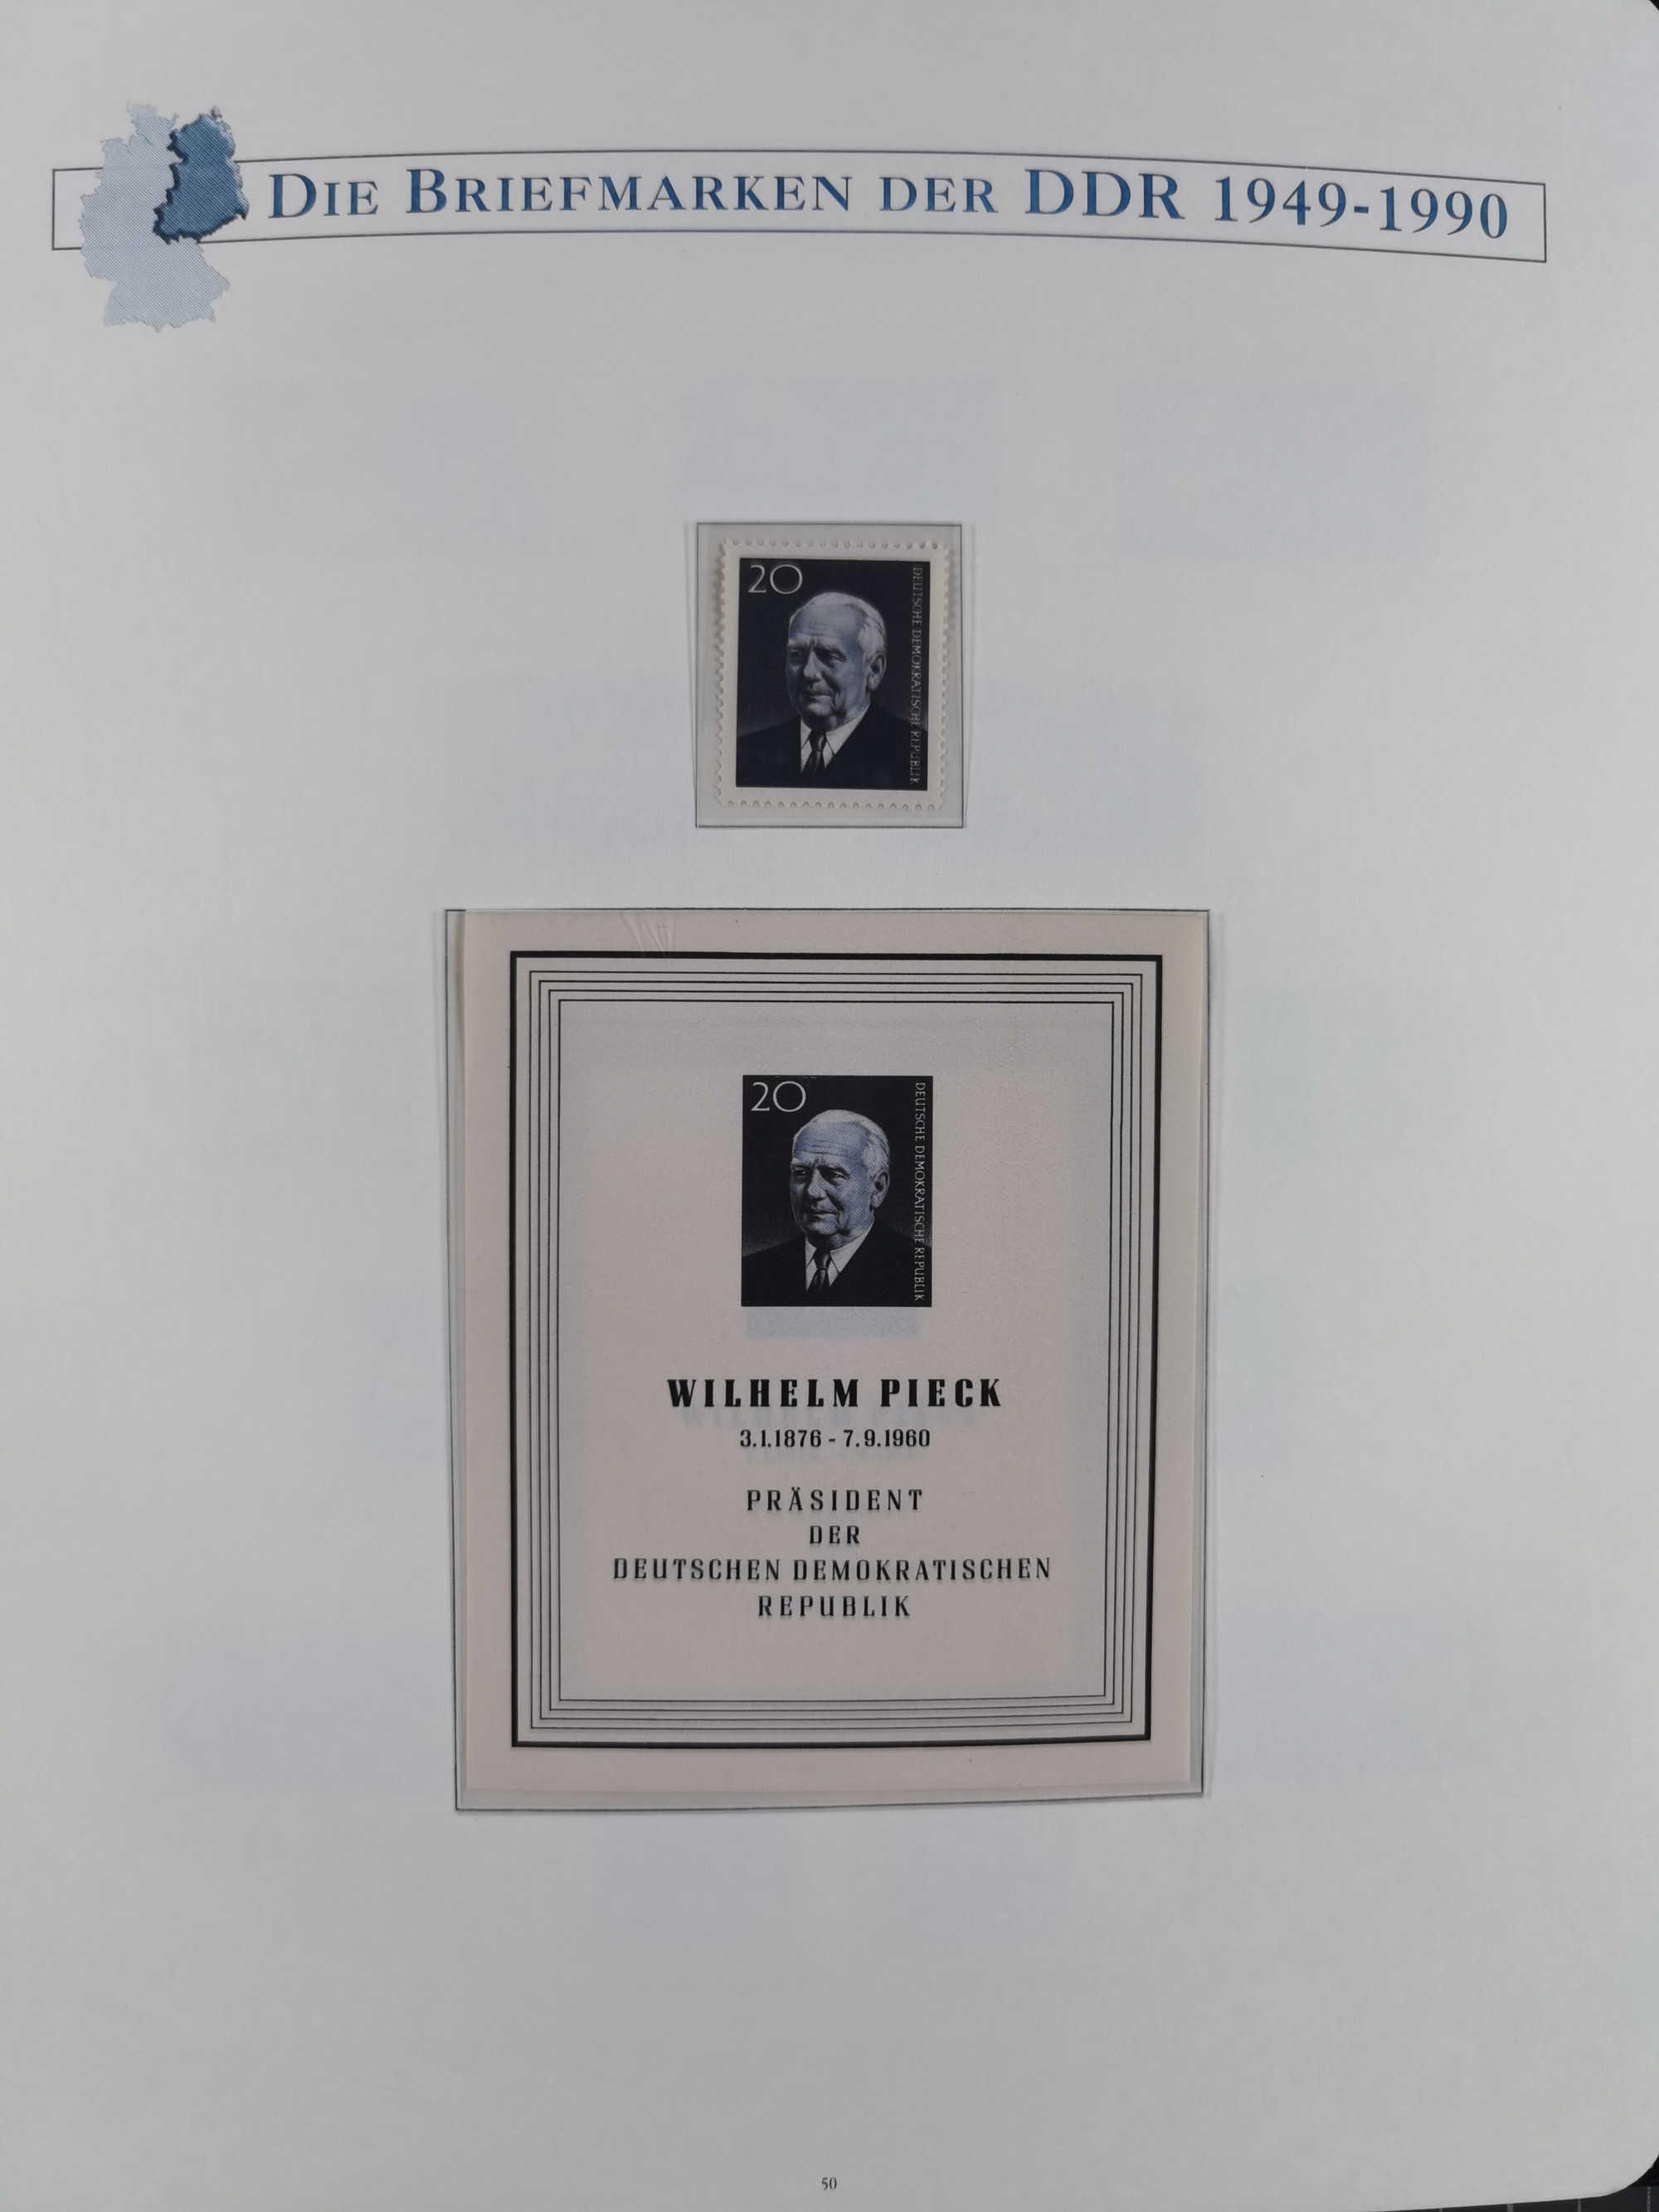 DIE BRIEFMARKEN DER DDR 1949-1990
20
DEUTSCHE DEMOKRATISCHE REPUBLIK
20
DEUTSCHE DEMOKRATISCHE REPUBLIK
WILHELM PIECK
3.1.1876 - 7.9.1960
PRÄSIDENT
DER
DEUTSCHEN DEMOKRATISCHEN
REPUBLIK
50